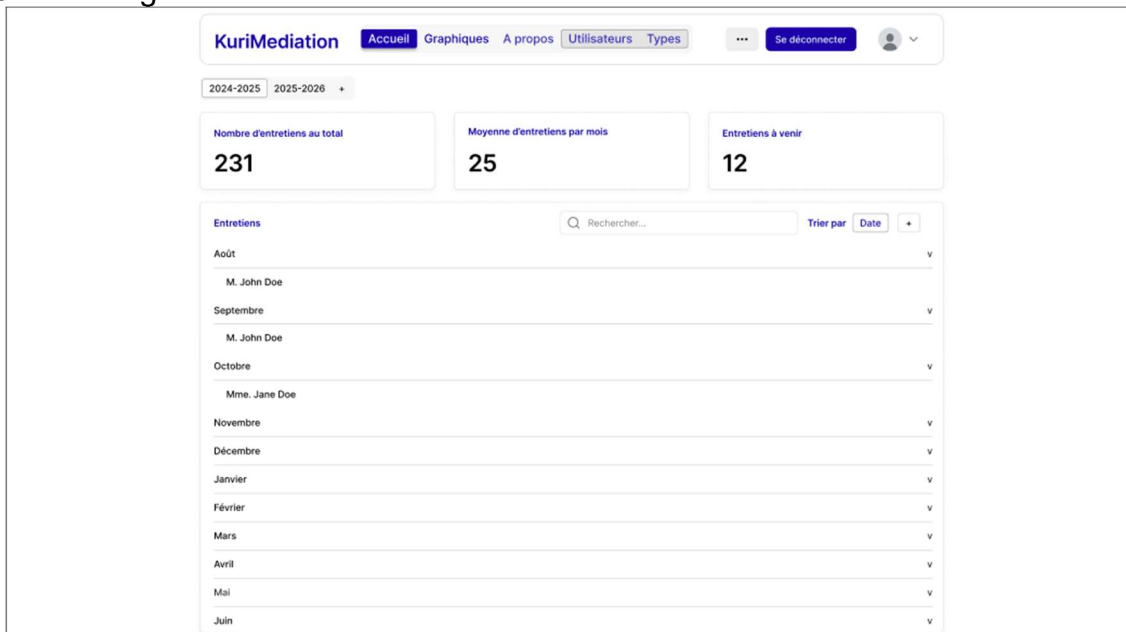 KuriMediation Accueil Graphiques A propos Utilisateurs Types ... Se déconnecter
2024-2025 2025-2026 +
Nombre d'entretiens au total Moyenne d'entretiens par mois Entretiens à venir
231 25 12
Entretiens Rechercher... Trier par Date +
Août v
M. John Doe
Septembre v
M. John Doe
Octobre v
Mme. Jane Doe
Novembre v
Décembre v
Janvier v
Février v
Mars v
Avril v
Mai v
Juin v